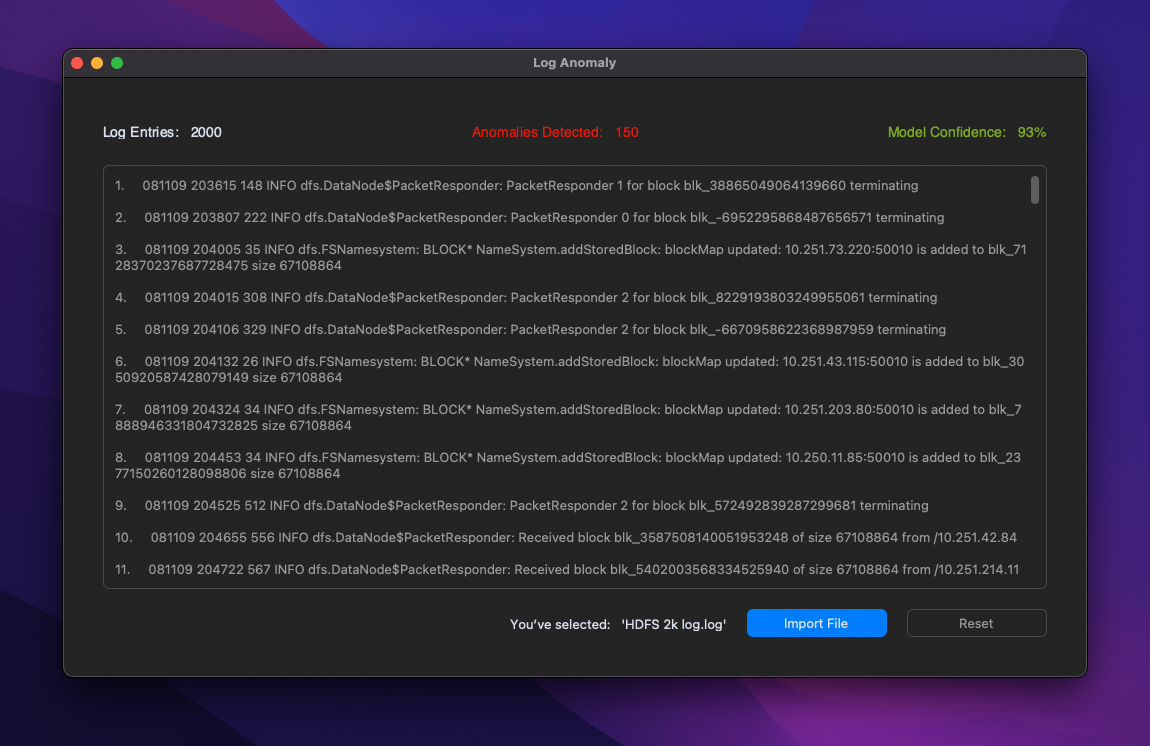 Log Anomaly
Log Entries: 2000
Anomalies Detected: 150
Model Confidence: 93%
1. 081109 203615 148 INFO dfs.DataNode$PacketResponder: PacketResponder 1 for block blk_38865049064139660 terminating
2. 081109 203807 222 INFO dfs.DataNode$PacketResponder: PacketResponder 0 for block blk_-6952295868487656571 terminating
3. 081109 204005 35 INFO dfs.FSNamesystem: BLOCK* NameSystem.addStoredBlock: blockMap updated: 10.251.73.220:50010 is added to blk_71
28370237687728475 size 67108864
4. 081109 204015 308 INFO dfs.DataNode$PacketResponder: PacketResponder 2 for block blk_8229193803249955061 terminating
5. 081109 204106 329 INFO dfs.DataNode$PacketResponder: PacketResponder 2 for block blk_-6670958622368987959 terminating
6. 081109 204132 26 INFO dfs.FSNamesystem: BLOCK* NameSystem.addStoredBlock: blockMap updated: 10.251.43.115:50010 is added to blk_30
50920587428079149 size 67108864
7. 081109 204324 34 INFO dfs.FSNamesystem: BLOCK* NameSystem.addStoredBlock: blockMap updated: 10.251.203.80:50010 is added to blk_7
888946331804732825 size 67108864
8. 081109 204453 34 INFO dfs.FSNamesystem: BLOCK* NameSystem.addStoredBlock: blockMap updated: 10.250.11.85:50010 is added to blk_23
77150260128098806 size 67108864
9. 081109 204525 512 INFO dfs.DataNode$PacketResponder: PacketResponder 2 for block blk_572492839287299681 terminating
10. 081109 204655 556 INFO dfs.DataNode$PacketResponder: Received block blk_3587508140051953248 of size 67108864 from /10.251.42.84
11. 081109 204722 567 INFO dfs.DataNode$PacketResponder: Received block blk_5402003568334525940 of size 67108864 from /10.251.214.11
You've selected: 'HDFS 2k log.log'
Import File
Reset